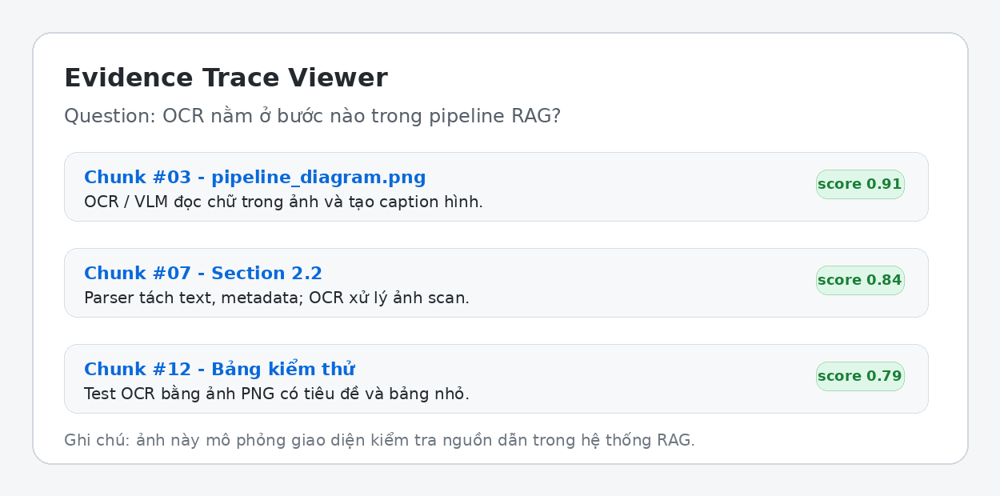 Evidence Trace Viewer
Question: OCR nằm ở bước nào trong pipeline RAG?
Chunk #03 - pipeline_diagram.png
score 0.91
OCR / VLM đọc chữ trong ảnh và tạo caption hình.
Chunk #07 - Section 2.2
score 0.84
Parser tách text, metadata; OCR xử lý ảnh scan.
Chunk #12 - Bảng kiểm thử
score 0.79
Test OCR bằng ảnh PNG có tiêu đề và bảng nhỏ.
Ghi chú: ảnh này mô phỏng giao diện kiểm tra nguồn dẫn trong hệ thống RAG.